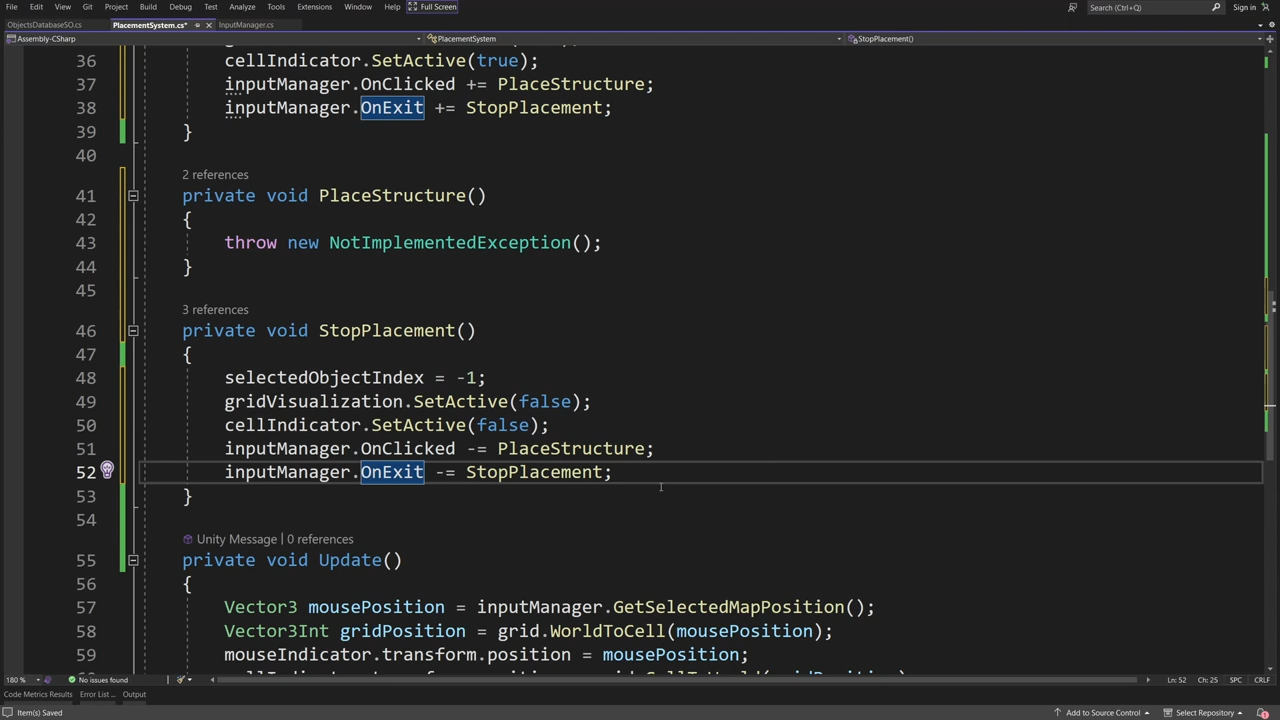 File Edit View Git Project Build Debug Test Analyze Tools Extensions Window Help Full Screen Search (Ctrl+Q) Sign in
ObjectsDatabaseSO.cs PlacementSystem.cs* InputManager.cs
Assembly-CSharp PlacementSystem StopPlacement()
36 cellIndicator.SetActive(true);
37 inputManager.OnClicked += PlaceStructure;
38 inputManager.OnExit += StopPlacement;
39 }
40
2 references
41 private void PlaceStructure()
42 {
43 throw new NotImplementedException();
44 }
45
3 references
46 private void StopPlacement()
47 {
48 selectedObjectIndex = -1;
49 gridVisualization.SetActive(false);
50 cellIndicator.SetActive(false);
51 inputManager.OnClicked -= PlaceStructure;
52 inputManager.OnExit -= StopPlacement;
53 }
54
Unity Message | 0 references
55 private void Update()
56 {
57 Vector3 mousePosition = inputManager.GetSelectedMapPosition();
58 Vector3Int gridPosition = grid.WorldToCell(mousePosition);
59 mouseIndicator.transform.position = mousePosition;
180 % No issues found Ln: 52 Ch: 25 SPC CRLF
Code Metrics Results Error List ... Output
Item(s) Saved Add to Source Control Select Repository